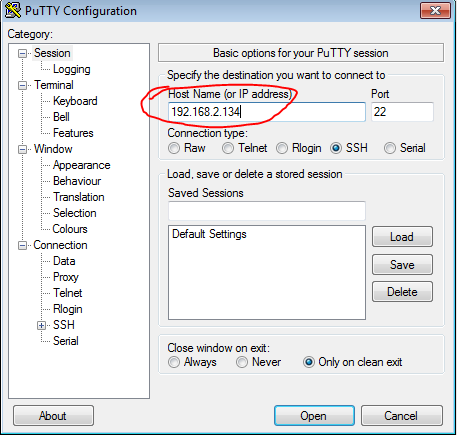 PuTTY Configuration
Category:
Session
Logging
Terminal
Keyboard
Bell
Features
Window
Appearance
Behaviour
Translation
Selection
Colours
Connection
Data
Proxy
Telnet
Rlogin
SSH
Serial
Basic options for your PuTTY session
Specify the destination you want to connect to
Host Name (or IP address) Port
192.168.2.134 22
Connection type:
Raw Telnet Rlogin SSH Serial
Load, save or delete a stored session
Saved Sessions
Default Settings
Load
Save
Delete
Close window on exit:
Always Never Only on clean exit
About Open Cancel